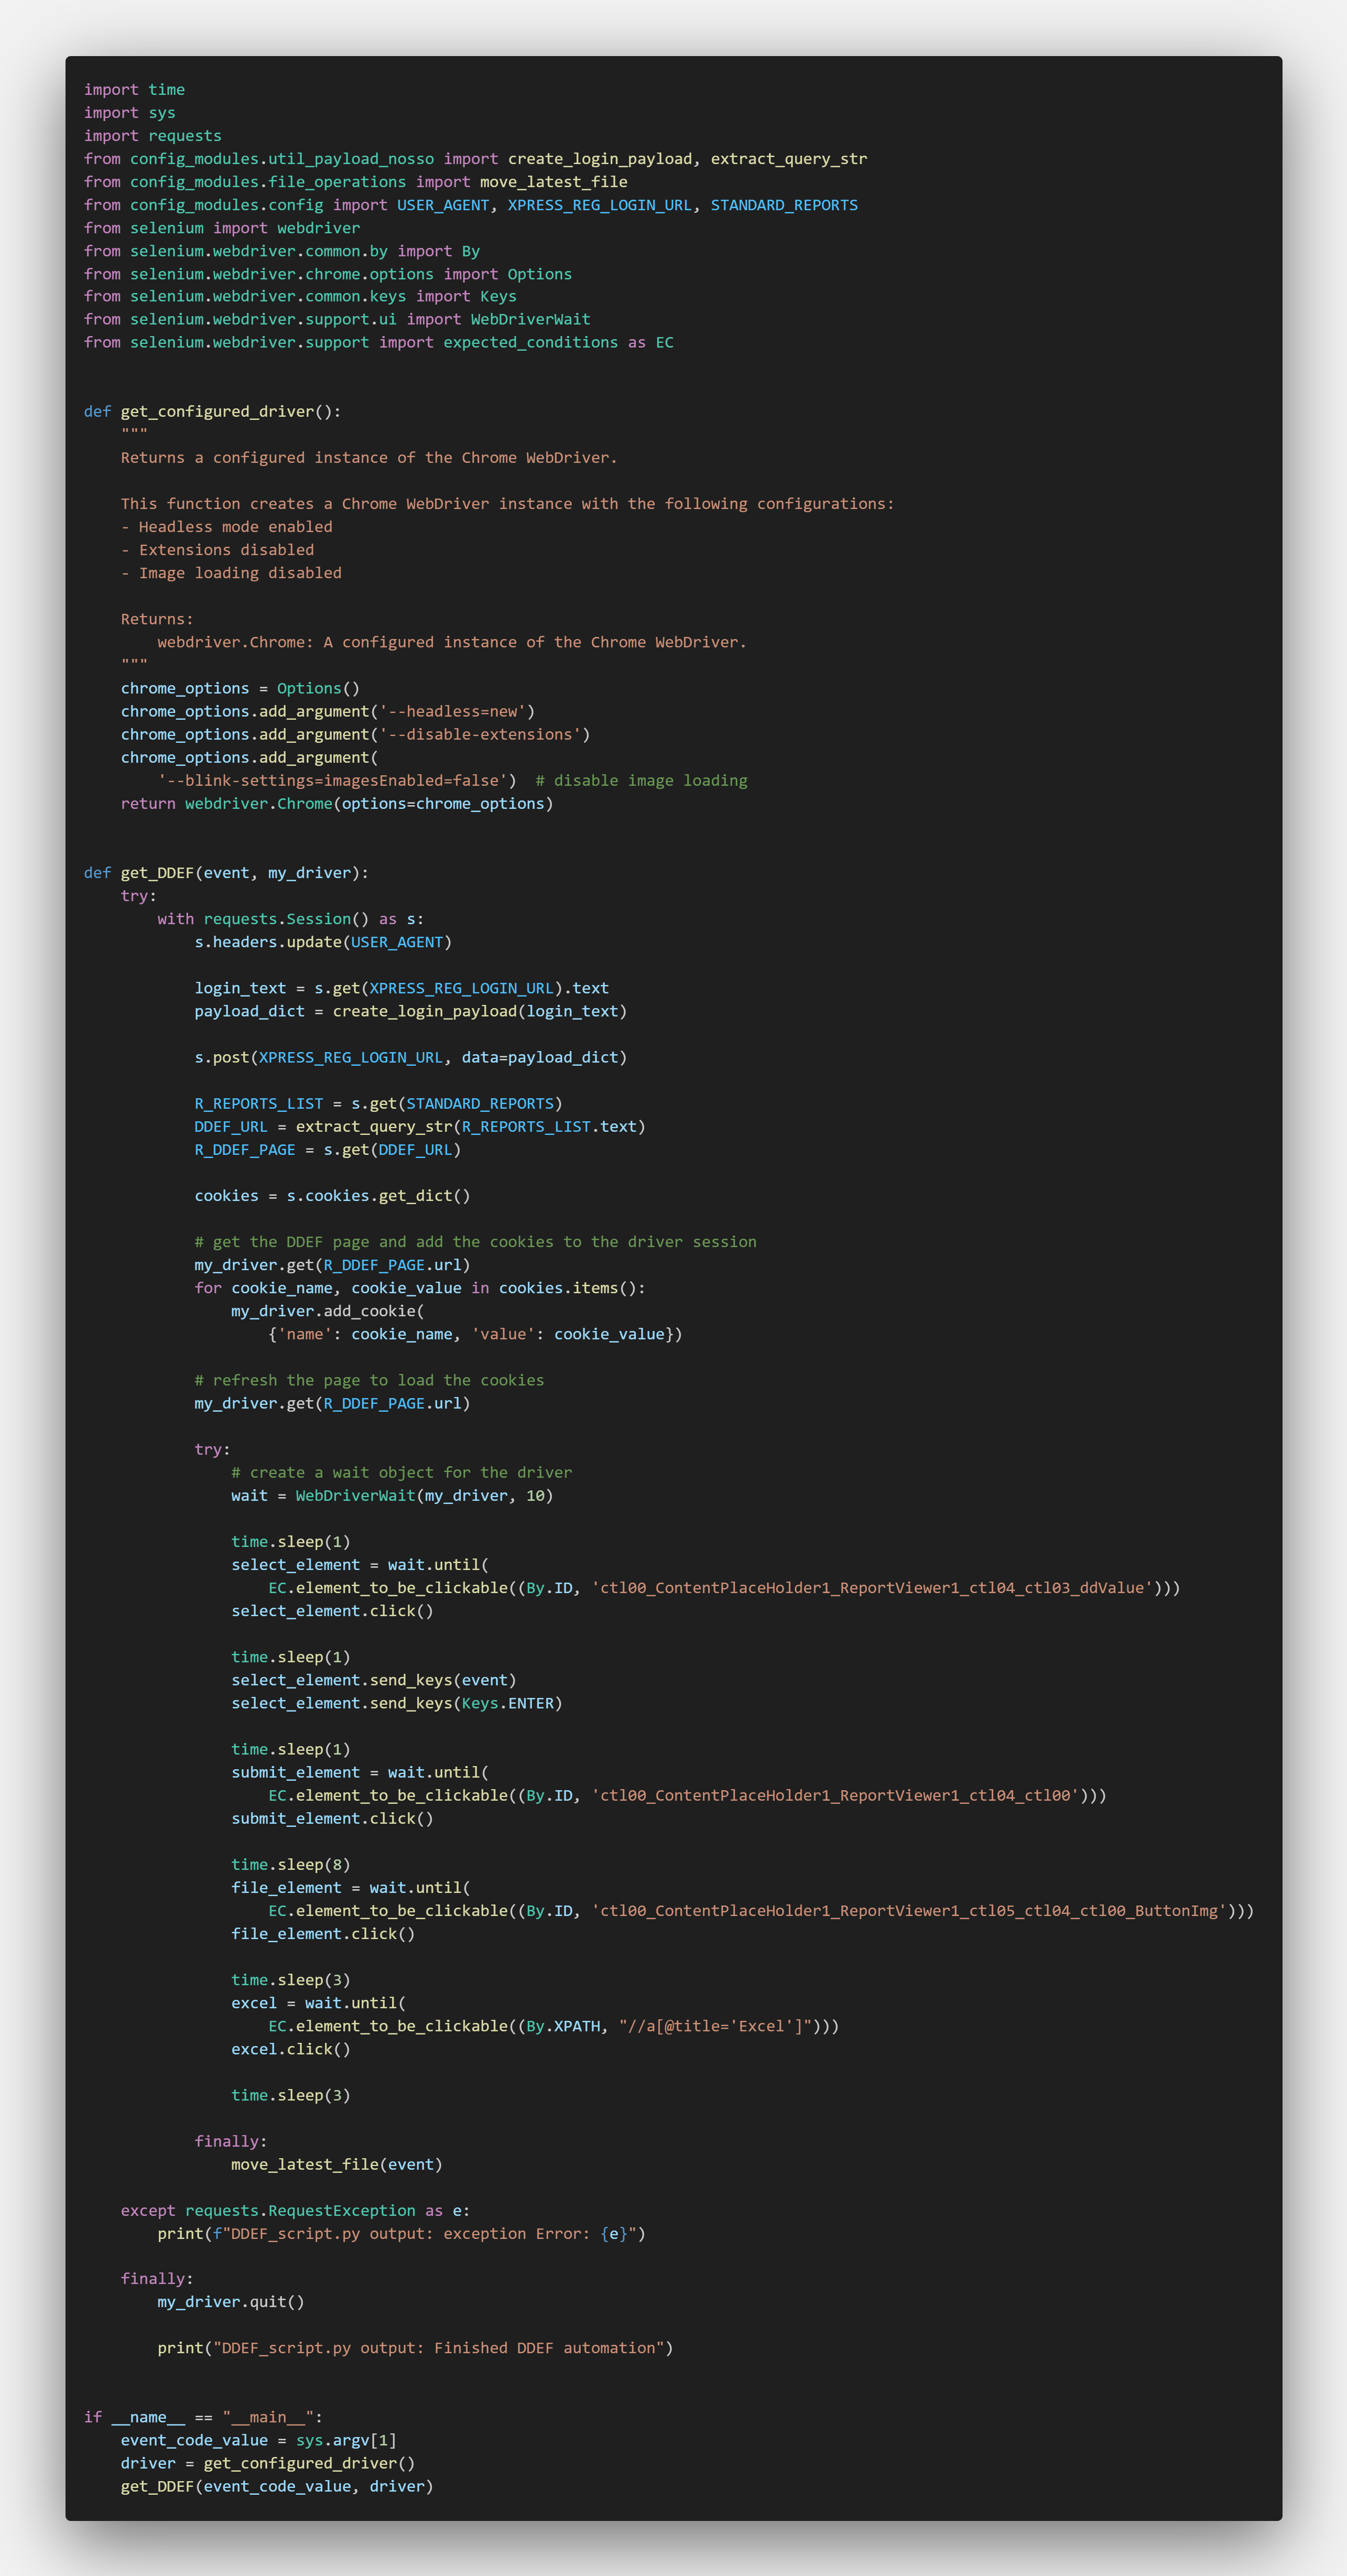 import time
import sys
import requests
from config_modules.util_payload_nosso import create_login_payload, extract_query_str
from config_modules.file_operations import move_latest_file
from config_modules.config import USER_AGENT, XPRESS_REG_LOGIN_URL, STANDARD_REPORTS
from selenium import webdriver
from selenium.webdriver.common.by import By
from selenium.webdriver.chrome.options import Options
from selenium.webdriver.common.keys import Keys
from selenium.webdriver.support.ui import WebDriverWait
from selenium.webdriver.support import expected_conditions as EC


def get_configured_driver():
    """
    Returns a configured instance of the Chrome WebDriver.

    This function creates a Chrome WebDriver instance with the following configurations:
    - Headless mode enabled
    - Extensions disabled
    - Image loading disabled

    Returns:
        webdriver.Chrome: A configured instance of the Chrome WebDriver.
    """
    chrome_options = Options()
    chrome_options.add_argument('--headless=new')
    chrome_options.add_argument('--disable-extensions')
    chrome_options.add_argument(
        '--blink-settings=imagesEnabled=false')  # disable image loading
    return webdriver.Chrome(options=chrome_options)


def get_DDEF(event, my_driver):
    try:
        with requests.Session() as s:
            s.headers.update(USER_AGENT)

            login_text = s.get(XPRESS_REG_LOGIN_URL).text
            payload_dict = create_login_payload(login_text)

            s.post(XPRESS_REG_LOGIN_URL, data=payload_dict)

            R_REPORTS_LIST = s.get(STANDARD_REPORTS)
            DDEF_URL = extract_query_str(R_REPORTS_LIST.text)
            R_DDEF_PAGE = s.get(DDEF_URL)

            cookies = s.cookies.get_dict()

            # get the DDEF page and add the cookies to the driver session
            my_driver.get(R_DDEF_PAGE.url)
            for cookie_name, cookie_value in cookies.items():
                my_driver.add_cookie(
                    {'name': cookie_name, 'value': cookie_value})

            # refresh the page to load the cookies
            my_driver.get(R_DDEF_PAGE.url)

            try:
                # create a wait object for the driver
                wait = WebDriverWait(my_driver, 10)

                time.sleep(1)
                select_element = wait.until(
                    EC.element_to_be_clickable((By.ID, 'ctl00_ContentPlaceHolder1_ReportViewer1_ctl04_ctl03_ddValue')))
                select_element.click()

                time.sleep(1)
                select_element.send_keys(event)
                select_element.send_keys(Keys.ENTER)

                time.sleep(1)
                submit_element = wait.until(
                    EC.element_to_be_clickable((By.ID, 'ctl00_ContentPlaceHolder1_ReportViewer1_ctl04_ctl00')))
                submit_element.click()

                time.sleep(8)
                file_element = wait.until(
                    EC.element_to_be_clickable((By.ID, 'ctl00_ContentPlaceHolder1_ReportViewer1_ctl05_ctl04_ctl00_ButtonImg')))
                file_element.click()

                time.sleep(3)
                excel = wait.until(
                    EC.element_to_be_clickable((By.XPATH, "//a[@title='Excel']")))
                excel.click()

                time.sleep(3)

            finally:
                move_latest_file(event)

    except requests.RequestException as e:
        print(f"DDEF_script.py output: exception Error: {e}")

    finally:
        my_driver.quit()

        print("DDEF_script.py output: Finished DDEF automation")


if __name__ == "__main__":
    event_code_value = sys.argv[1]
    driver = get_configured_driver()
    get_DDEF(event_code_value, driver)